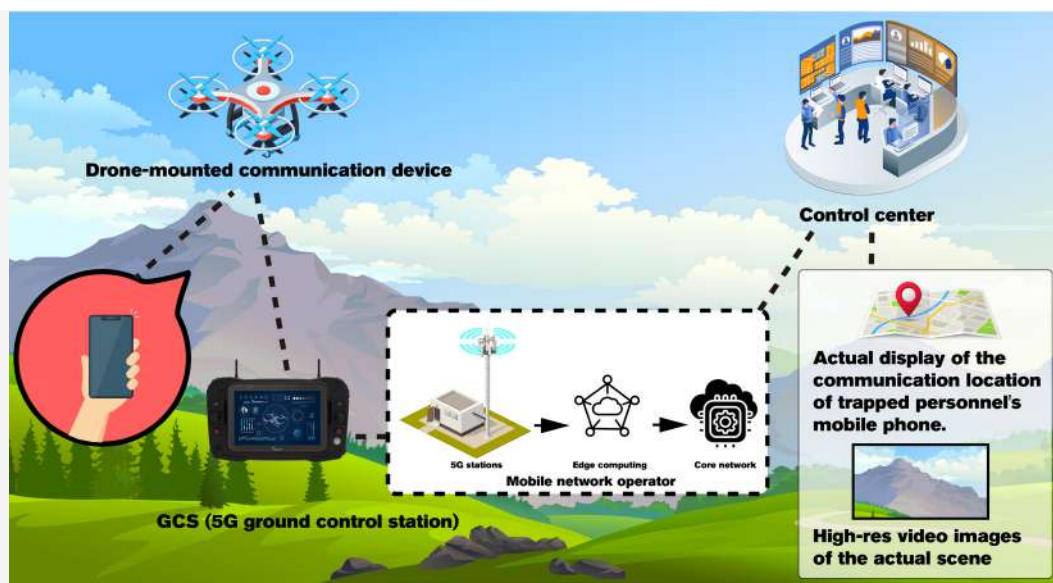 Drone-mounted communication device
Control center
Actual display of the
communication location
of trapped personnel's
mobile phone.
5G stations
Edge computing
Core network
Mobile network operator
GCS (5G ground control station)
High-res video images
of the actual scene